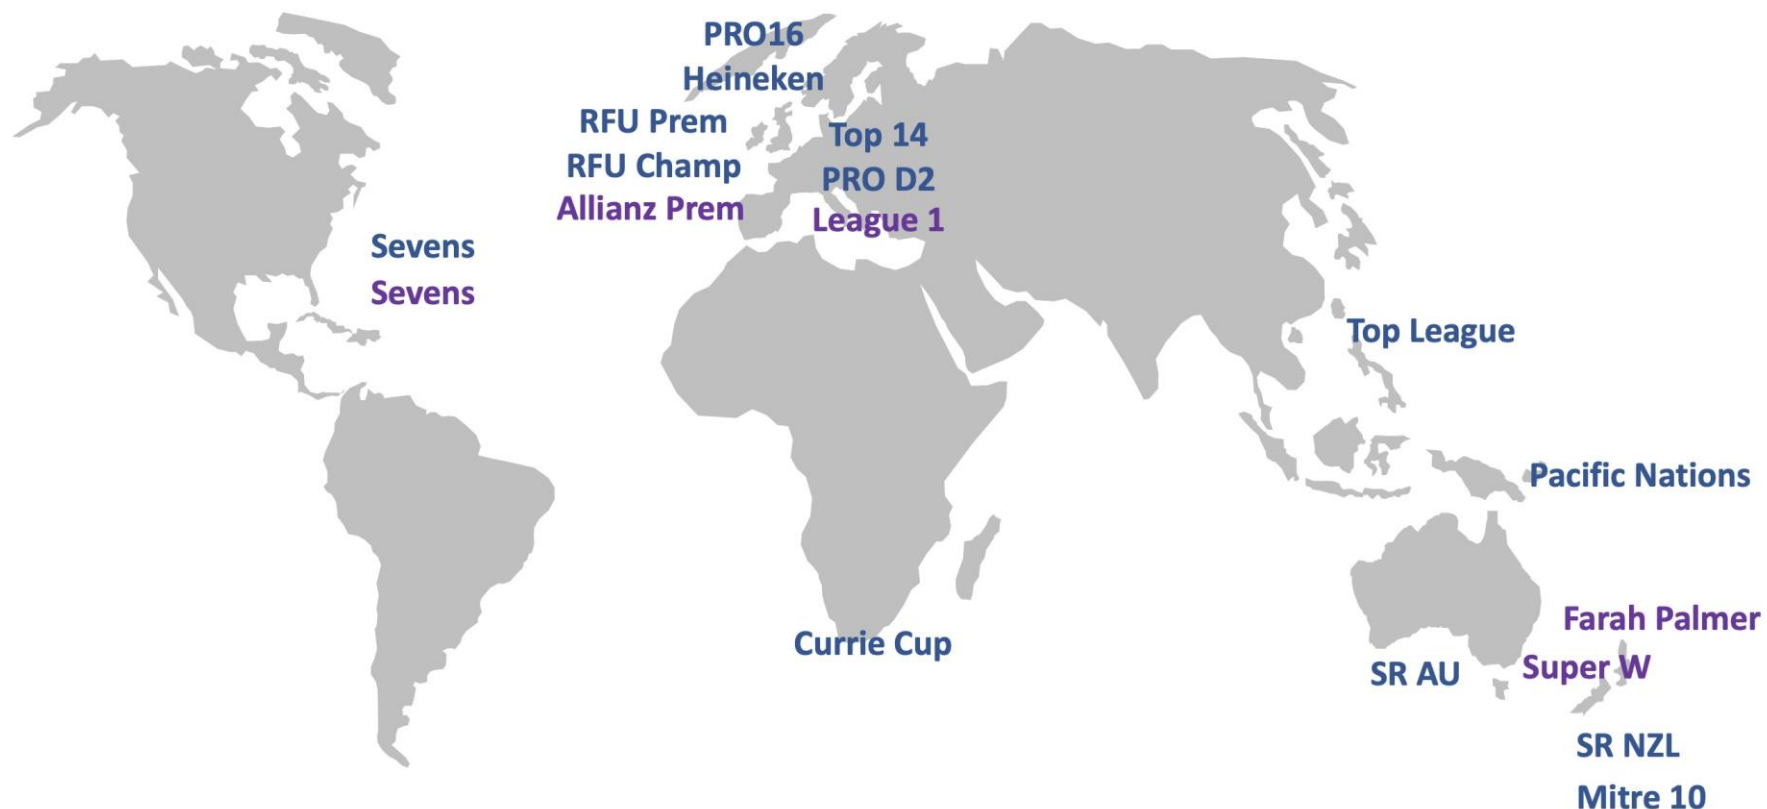 PRO16
Heineken
RFU Prem
RFU Champ
Allianz Prem
Top 14
PRO D2
League 1
Sevens
Sevens
Top League
Pacific Nations
Currie Cup
Farah Palmer
SR AU
Super W
SR NZL
Mitre 10